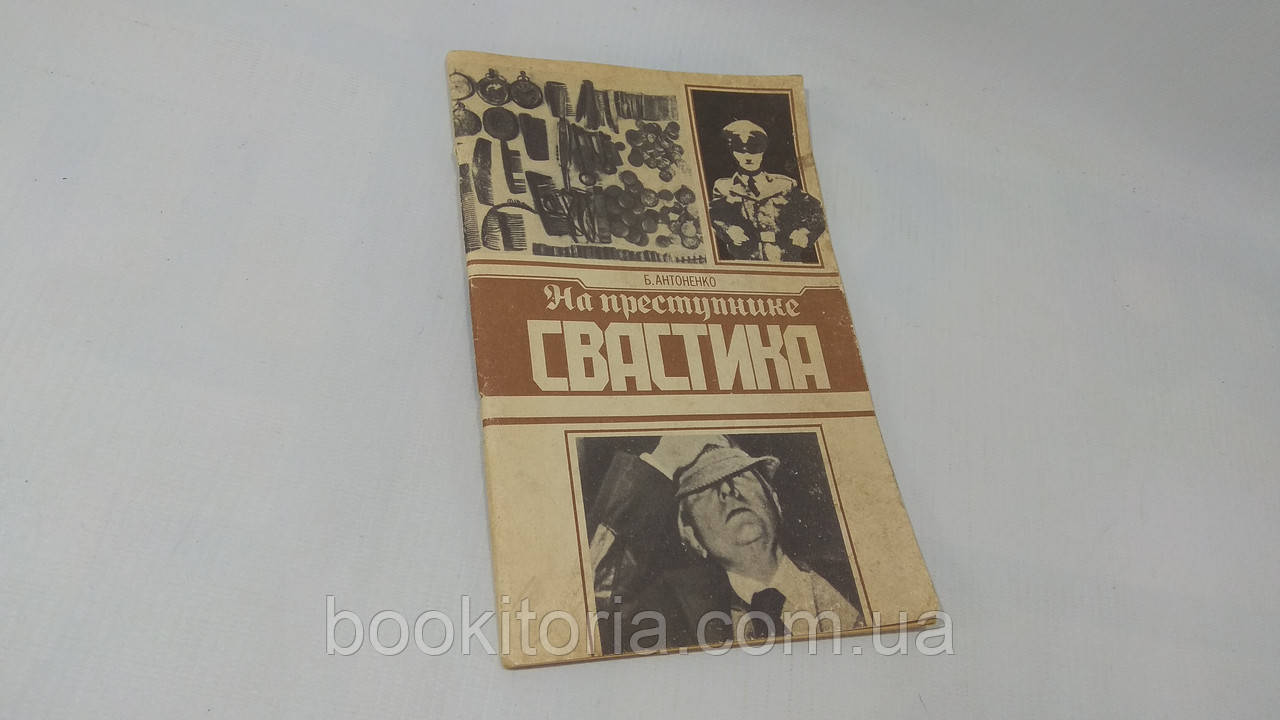 Б. АНТОНЕНКО
На преступнике
СВАСТИКА
bookitoria.com.ua